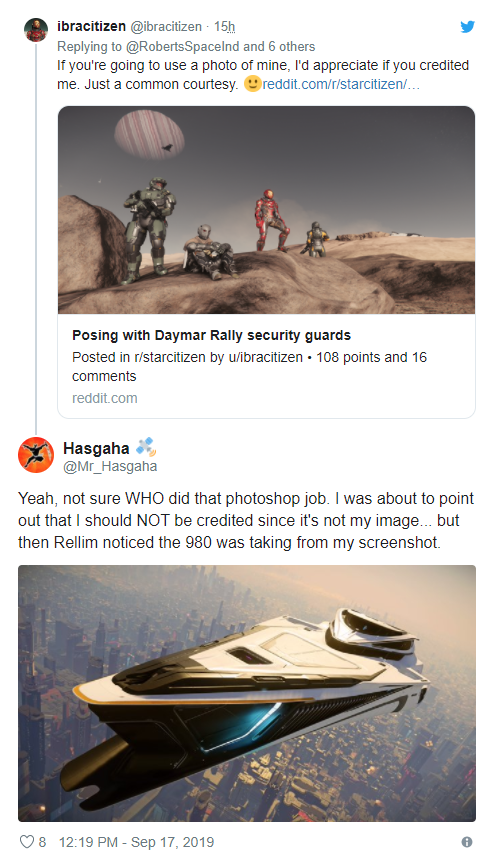 ibracitizen @ibracitizen · 15h
Replying to @RobertsSpaceInd and 6 others
If you're going to use a photo of mine, I'd appreciate if you credited
me. Just a common courtesy. 🙂reddit.com/r/starcitizen/…
Posing with Daymar Rally security guards
Posted in r/starcitizen by u/ibracitizen • 108 points and 16
comments
reddit.com
Hasgaha 🛰️
@Mr_Hasgaha
Yeah, not sure WHO did that photoshop job. I was about to point
out that I should NOT be credited since it's not my image... but
then Rellim noticed the 980 was taking from my screenshot.
8 12:19 PM - Sep 17, 2019